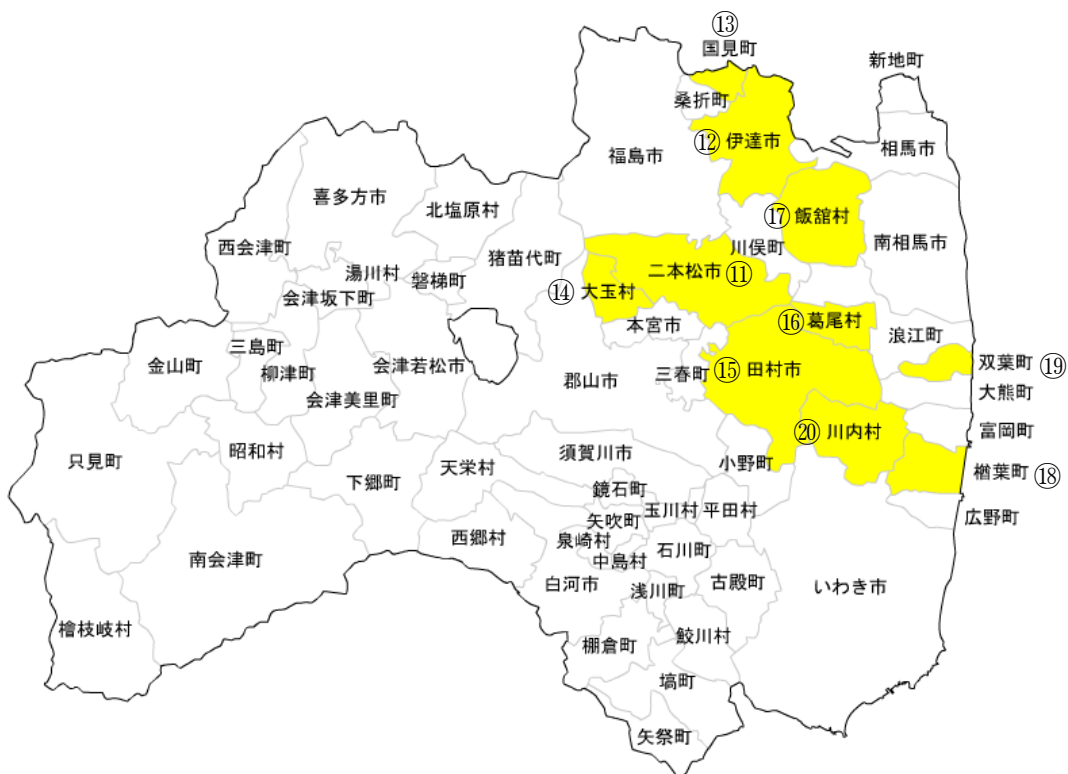 ⑬
国見町
新地町
桑折町
⑫ 伊達市
相馬市
福島市
喜多方市
北塩原村
⑰ 飯舘村
西会津町
猪苗代町
川俣町
南相馬市
湯川村
磐梯町
二本松市 ⑪
会津坂下町
⑭ 大玉村
本宮市
⑯ 葛尾村
浪江町
三島町
金山町
柳津町
会津若松市
双葉町 ⑲
郡山市
三春町
⑮ 田村市
大熊町
会津美里町
⑳ 川内村
富岡町
只見町
昭和村
天栄村
須賀川市
小野町
楢葉町 ⑱
下郷町
鏡石町
玉川村
平田村
広野町
矢吹町
西郷村
泉崎村
石川町
南会津町
中島村
白河市
浅川町
古殿町
いわき市
檜枝岐村
棚倉町
鮫川村
塙町
矢祭町